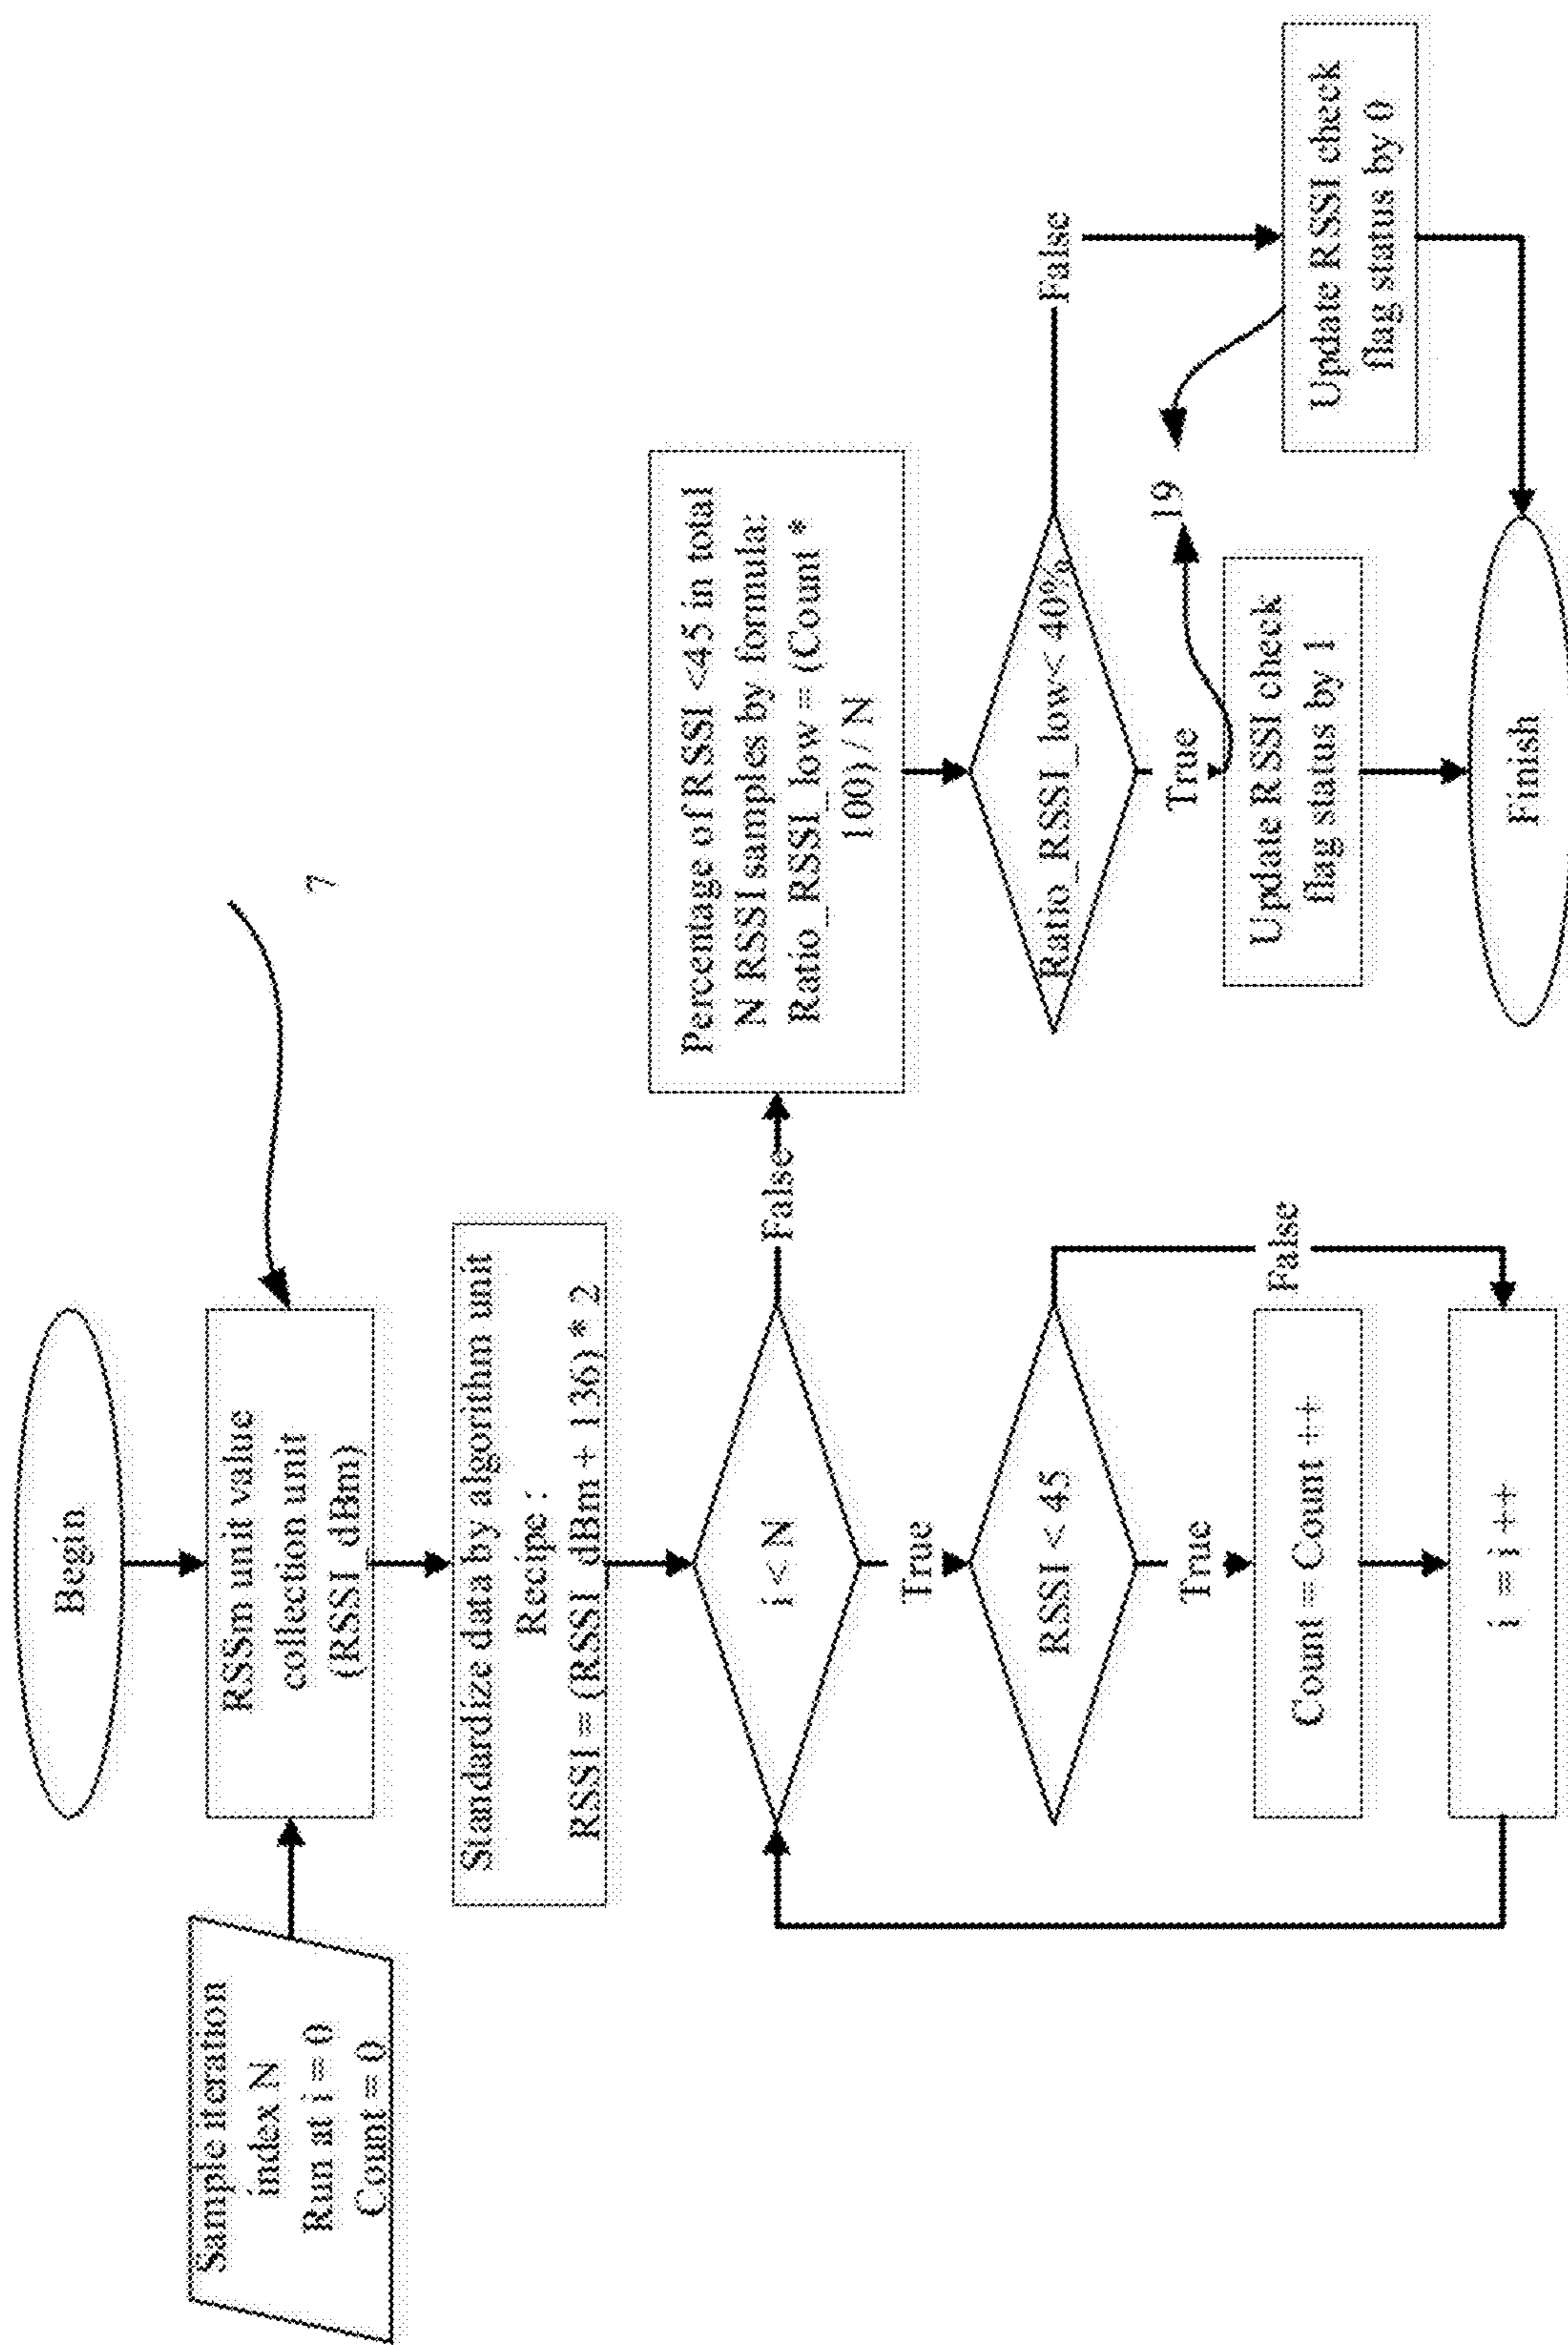 Begin
Sample iteration
index N
Run at i = 0
Count = 0
RSSm unit value
collection unit
(RSSI_dBm)
7
Standardize data by algorithm unit
Recipe :
RSSI = (RSSI_dBm + 136) * 2
i < N
False
True
RSSI < 45
False
True
Count = Count ++
i = i ++
Percentage of RSSI <45 in total
N RSSI samples by formula:
Ratio_RSSI_low = (Count *
100) / N
Ratio_RSSI_low< 40%
False
True
19
Update RSSI check
flag status by 1
Update RSSI check
flag status by 0
Finish